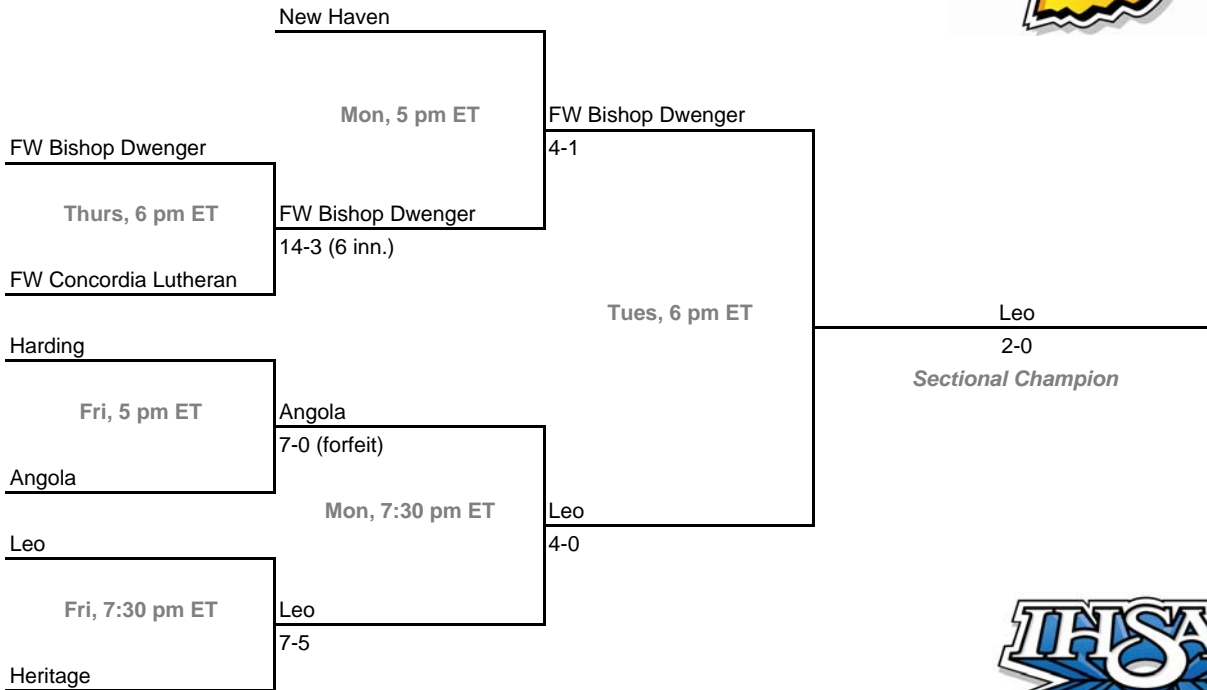 New Haven
Mon, 5 pm ET
FW Bishop Dwenger
FW Bishop Dwenger
4-1
Thurs, 6 pm ET
FW Bishop Dwenger
14-3 (6 inn.)
FW Concordia Lutheran
Tues, 6 pm ET
Leo
Harding
2-0
Sectional Champion
Fri, 5 pm ET
Angola
7-0 (forfeit)
Angola
Mon, 7:30 pm ET
Leo
Leo
4-0
Fri, 7:30 pm ET
Leo
7-5
Heritage
IHSA